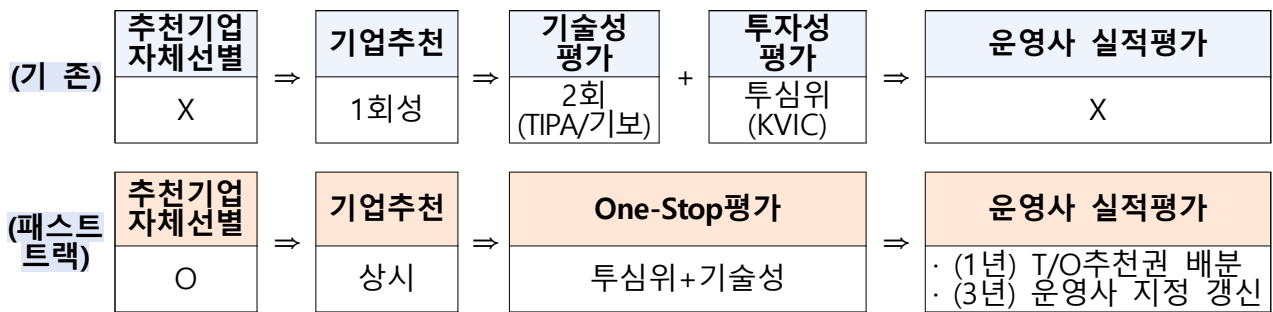 (기 존)
추천기업
자체선별
X
⇒
기업추천
1회성
⇒
기술성
평가
2회
(TIPA/기보)
+
투자성
평가
투심위
(KVIC)
⇒
운영사 실적평가
X
(패스트
트랙)
추천기업
자체선별
O
⇒
기업추천
상시
⇒
One-Stop평가
투심위+기술성
⇒
운영사 실적평가
· (1년) T/O추천권 배분
· (3년) 운영사 지정 갱신